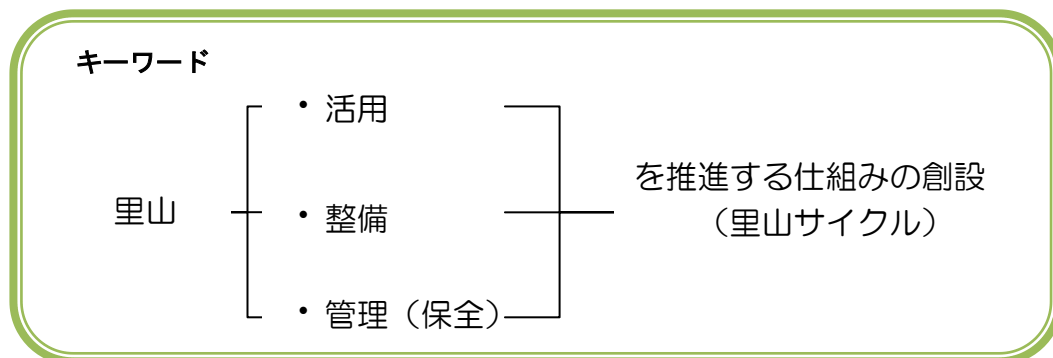 キーワード
・活用
里山
・整備
・管理（保全）
を推進する仕組みの創設
（里山サイクル）